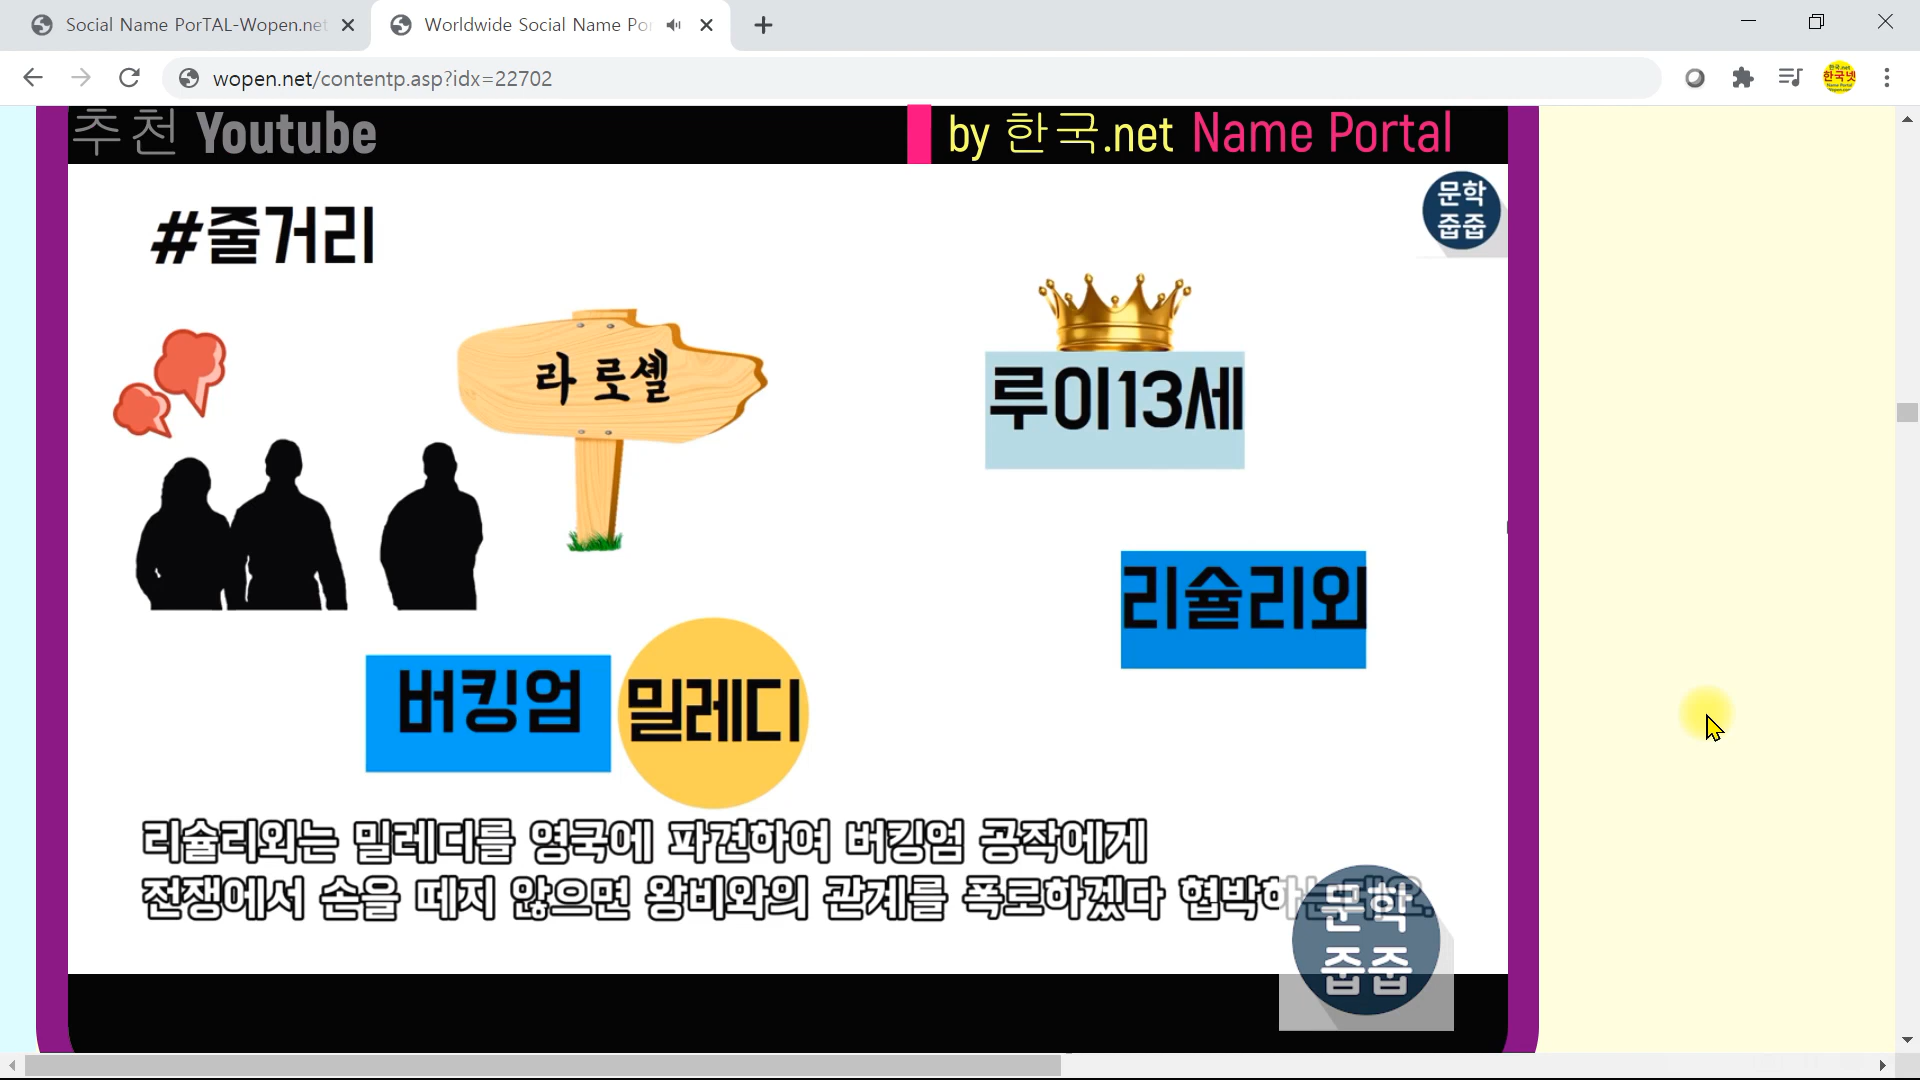 Social Name PorTAL-Wopen.net
Worldwide Social Name Po
wopen.net/contentp.asp?idx=22702
한국넷
추천 Youtube
by 한국.net Name Portal
#줄거리
문학
줍줍
라 로셸
루이13세
리슐리외
버킹엄
밀레디
리슐리외는 밀레디를 영국에 파견하여 버킹엄 공작에게
전쟁에서 손을 떼지 않으면 왕비와의 관계를 폭로하겠다
문학
줍줍